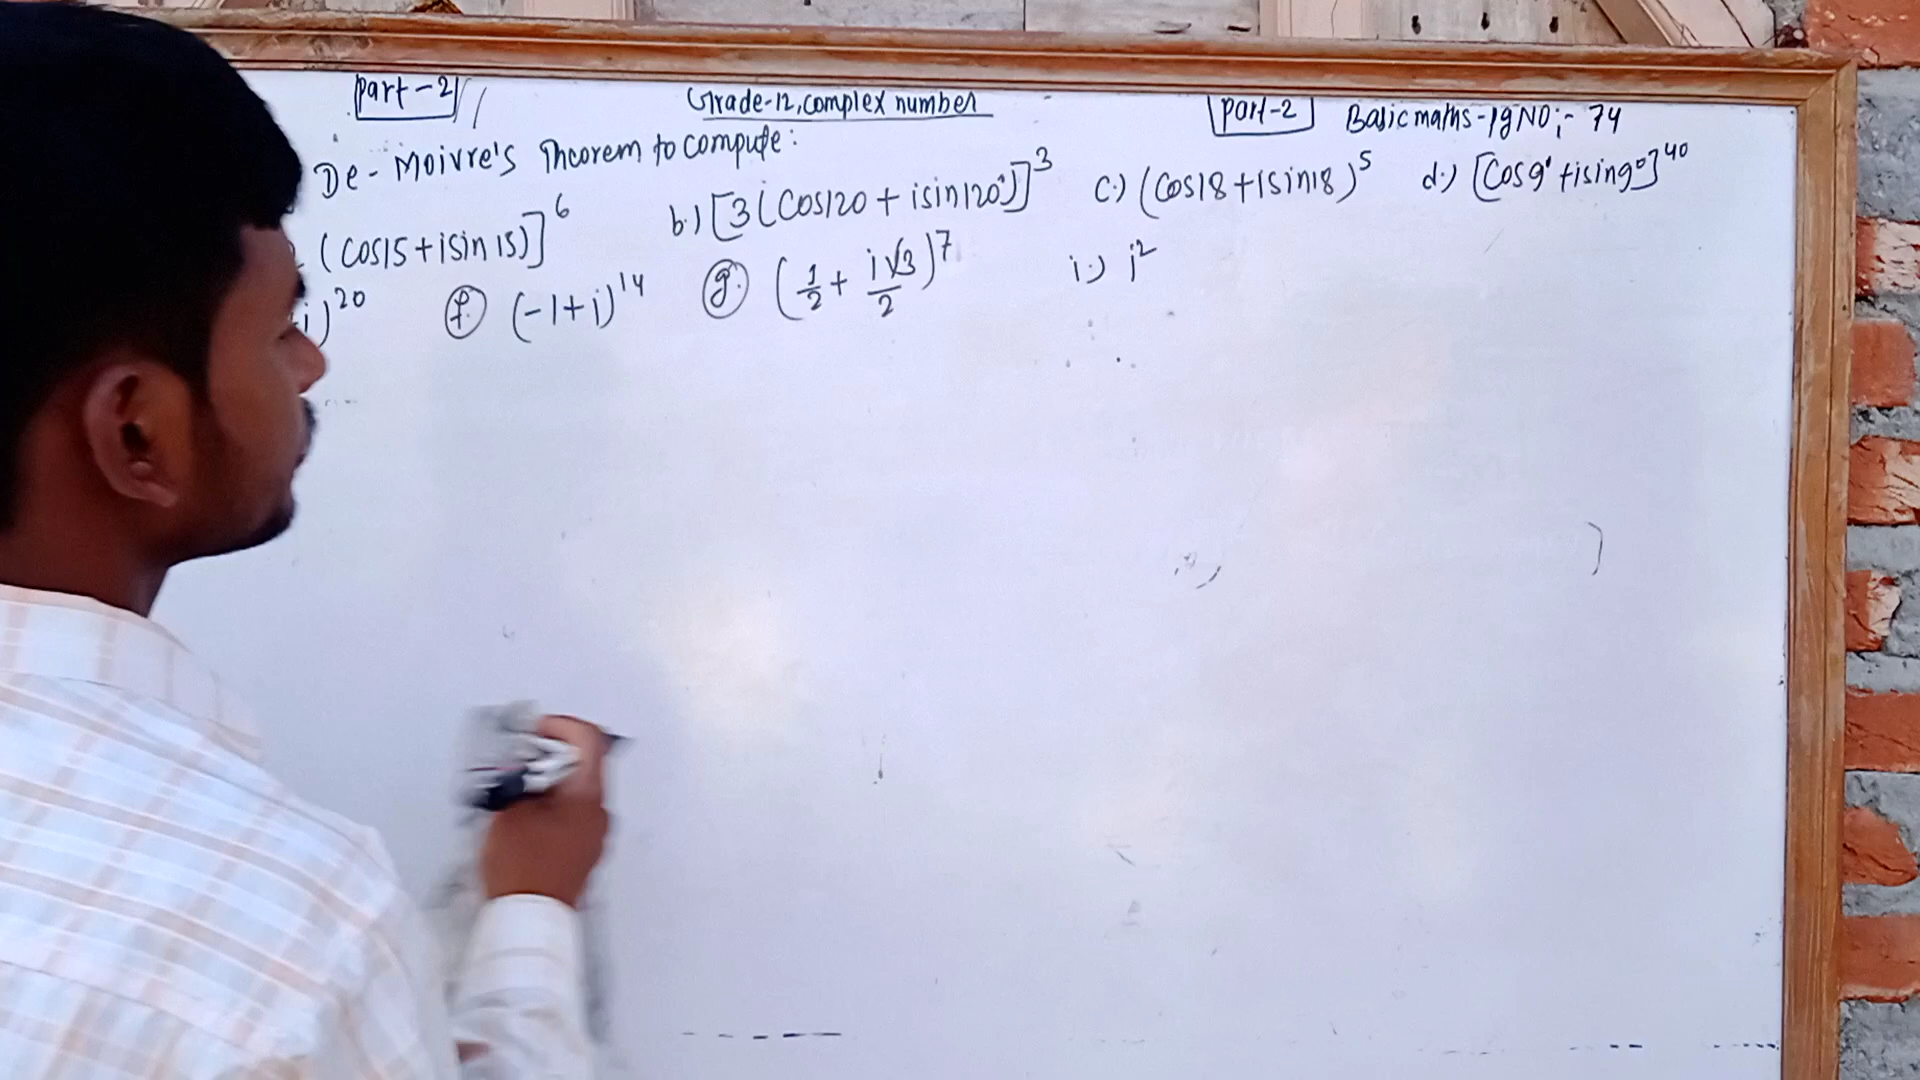 Part-2 Grade-12, complex number Part-2 Basic maths-PgNO;- 74
De-Moivre's Theorem to compute:
(cos15+isin15)]^6 b.) [3(cos120+isin120°)]^3 c.) (cos18+isin18)^5 d.) [cos9°+isin9°]^40
i)^20 f. (-1+i)^14 g. (1/2 + i√3/2)^7 i.) i^2